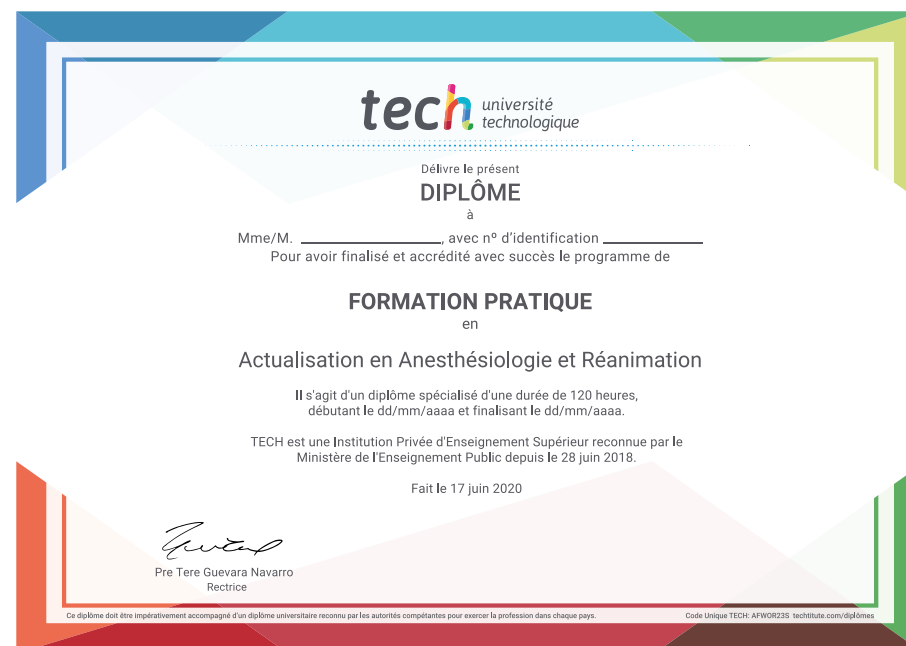 tech université
technologique
Délivre le présent
DIPLÔME
à
Mme/M. ____________________, avec nº d'identification ______________
Pour avoir finalisé et accrédité avec succès le programme de
FORMATION PRATIQUE
en
Actualisation en Anesthésiologie et Réanimation
Il s'agit d'un diplôme spécialisé d'une durée de 120 heures,
débutant le dd/mm/aaaa et finalisant le dd/mm/aaaa.
TECH est une Institution Privée d'Enseignement Supérieur reconnue par le
Ministère de l'Enseignement Public depuis le 28 juin 2018.
Fait le 17 juin 2020
Pre Tere Guevara Navarro
Rectrice
Ce diplôme doit être impérativement accompagné d'un diplôme universitaire reconnu par les autorités compétantes pour exercer la profession dans chaque pays.
Code Unique TECH: AFWOR23S techtitute.com/diplômes